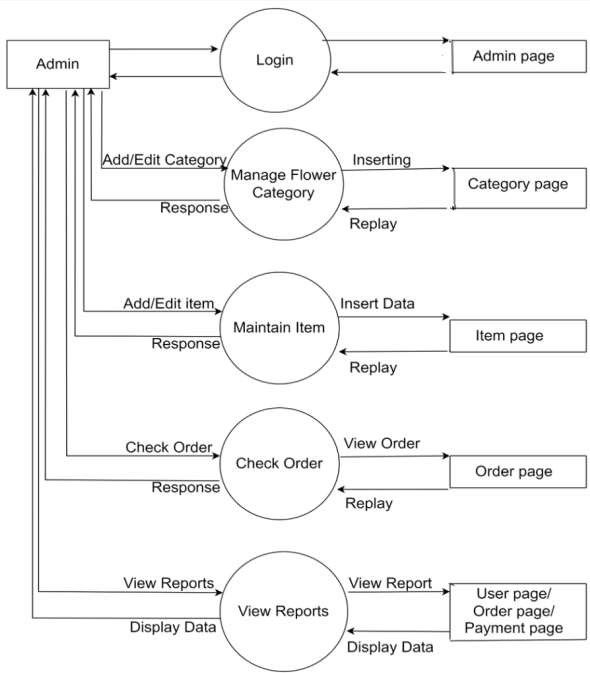 Admin
Login
Admin page
Add/Edit Category
Manage Flower
Category
Inserting
Category page
Response
Replay
Add/Edit item
Maintain Item
Insert Data
Item page
Response
Replay
Check Order
Check Order
View Order
Order page
Response
Replay
View Reports
View Reports
View Report
User page/
Order page/
Payment page
Display Data
Display Data